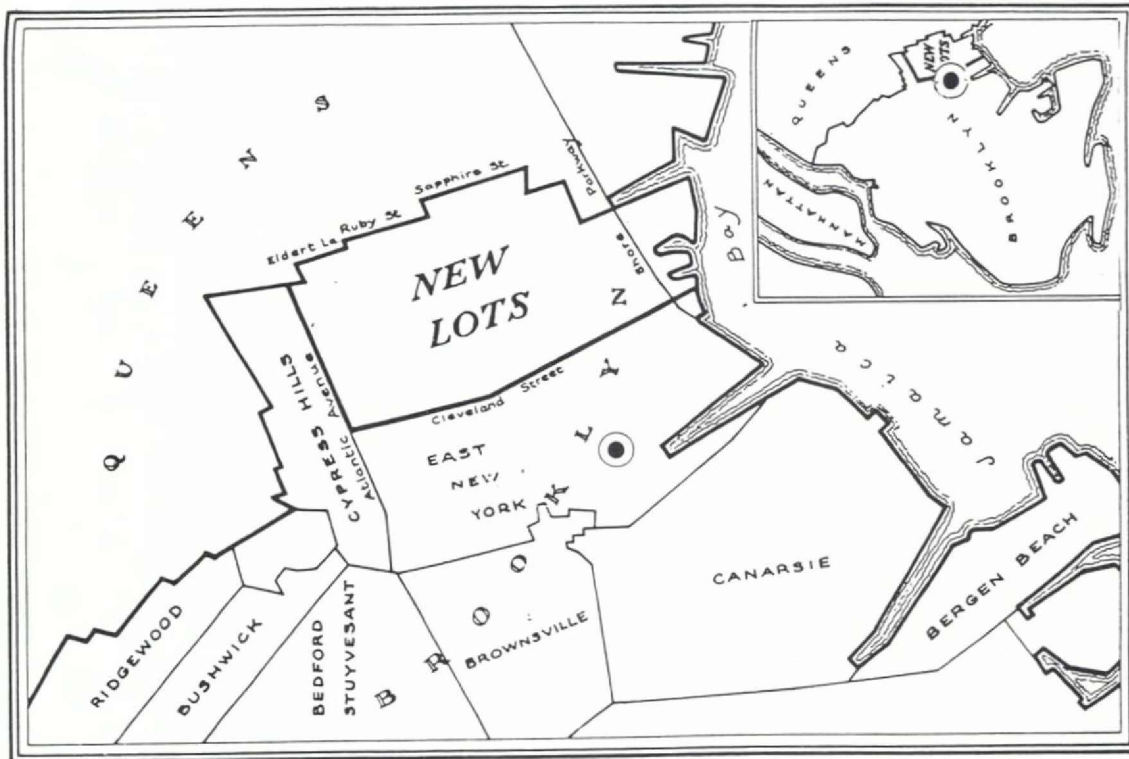 QUEENS
Eldert La Ruby St
Sapphire St
Shore Parkway
NEW
LOTS
Cleveland Street
Atlantic Avenue
CYPRESS HILLS
EAST
NEW
YORK
BROOKLYN
RIDGEWOOD
BUSHWICK
BEDFORD
STUYVESANT
BROWNSVILLE
CANARSIE
BERGEN BEACH
Jamaica Bay
QUEENS
NEW
LOTS
MANHATTAN
BROOKLYN